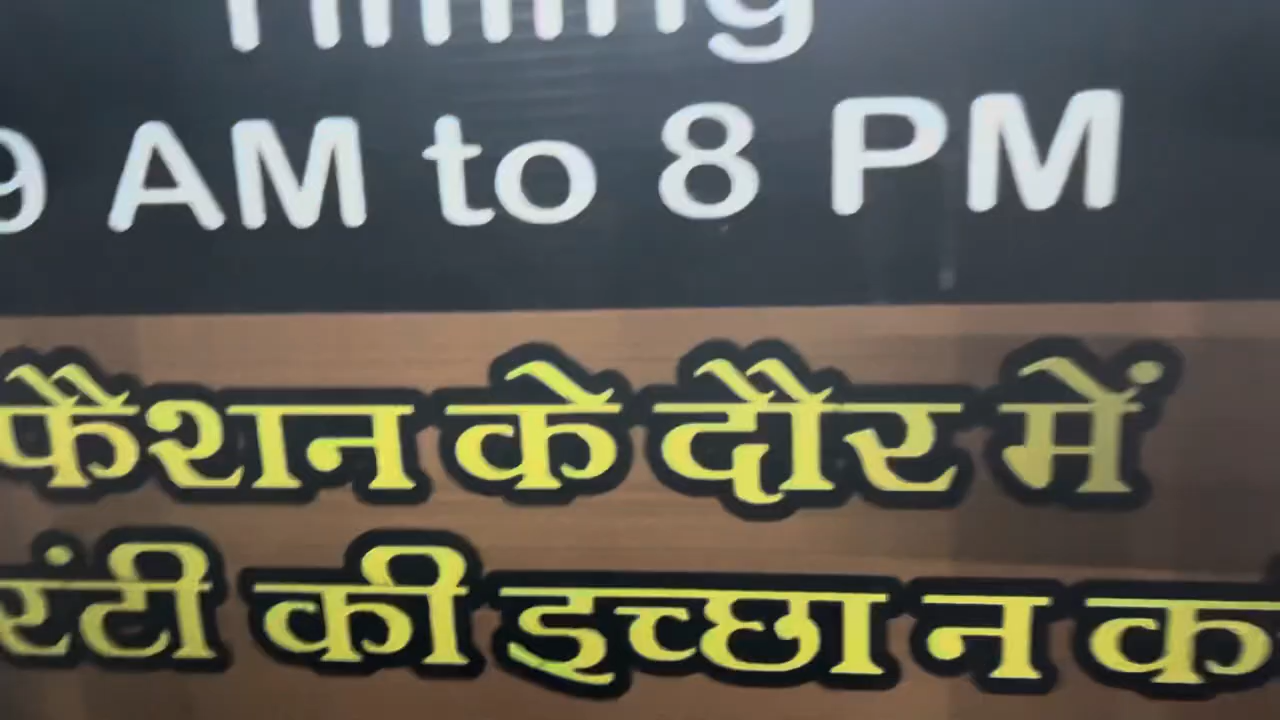 Timing
9 AM to 8 PM
फैशन के दौर में
की इच्छा न